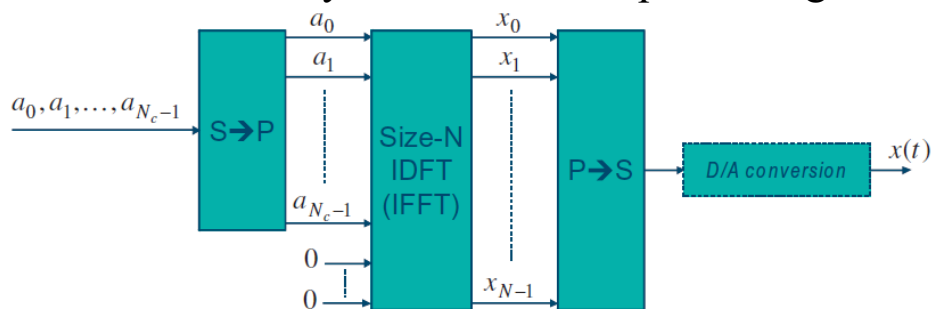 a_0
x_0
a_1
x_1
a_0, a_1, ..., a_{N_c-1}
S➔P
Size-N
IDFT
(IFFT)
P➔S
D/A conversion
x(t)
a_{N_c-1}
0
0
x_{N-1}